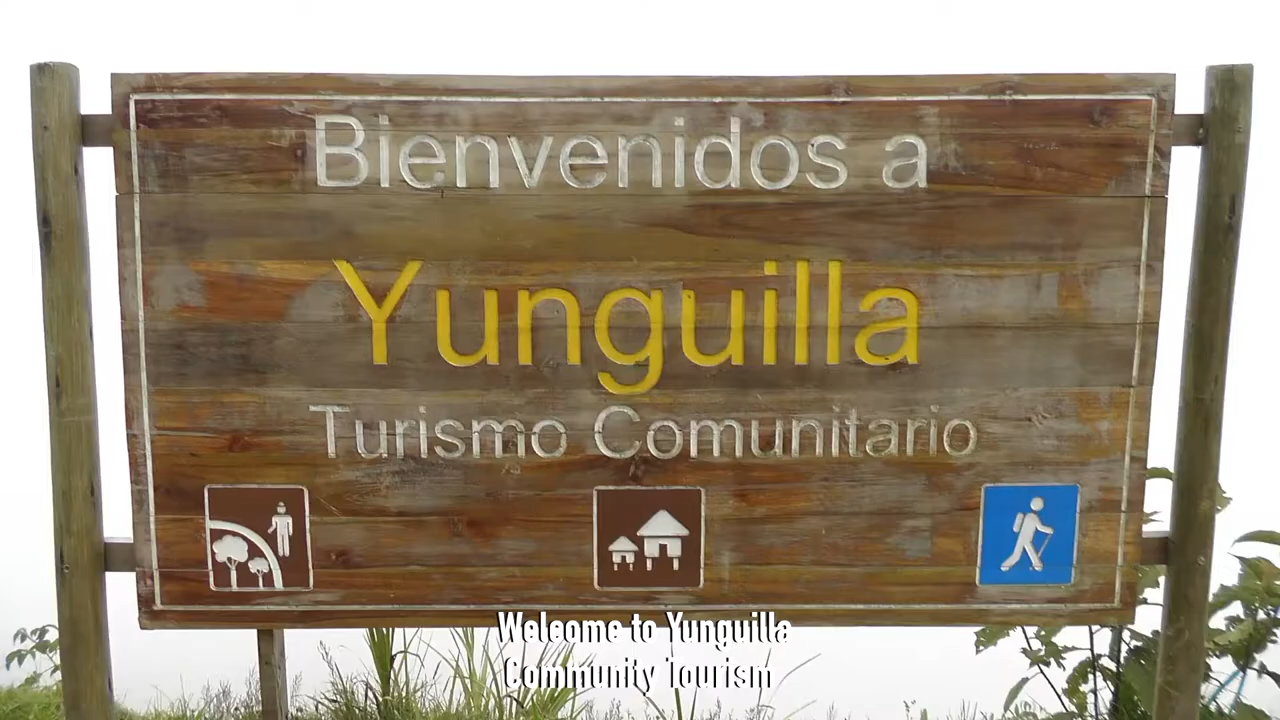 Bienvenidos a
Yunguilla
Turismo Comunitario
Welcome to Yunguilla
Community Tourism